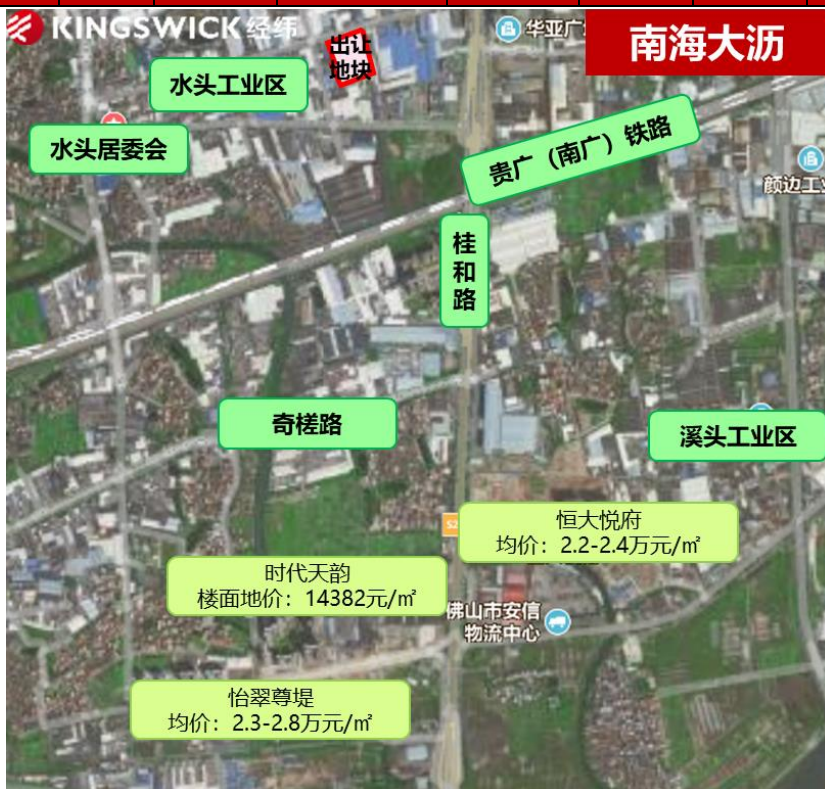 KINGSWICK 经纬
出让
地块
华亚广
南海大沥
水头工业区
水头居委会
贵广（南广）铁路
颜边工业
桂
和
路
奇槎路
溪头工业区
恒大悦府
均价：2.2-2.4万元/㎡
时代天韵
楼面地价：14382元/㎡
佛山市安信
物流中心
怡翠尊堤
均价：2.3-2.8万元/㎡